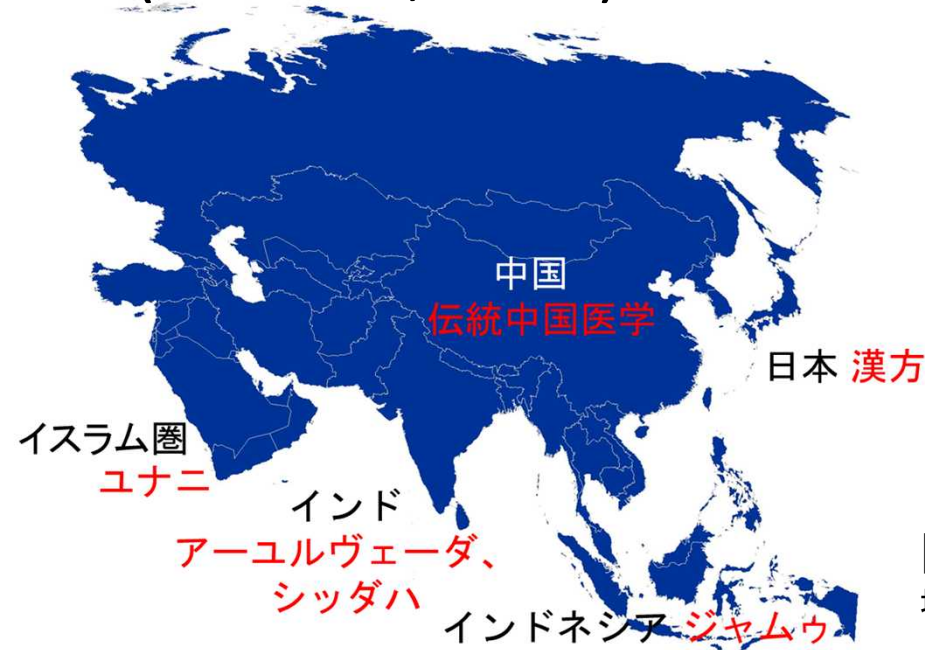 中国
伝統中国医学
日本 漢方
イスラム圏
ユナニ
インド
アーユルヴェーダ、
シッダハ
インドネシア ジャムゥ